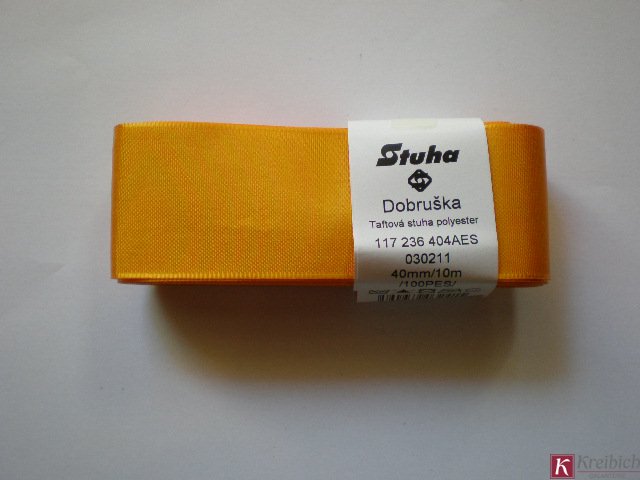 Stuha
Dobruška
Taftová stuha polyester
117 236 404AES
030211
40mm/10m
/100PES/
K Kreibich